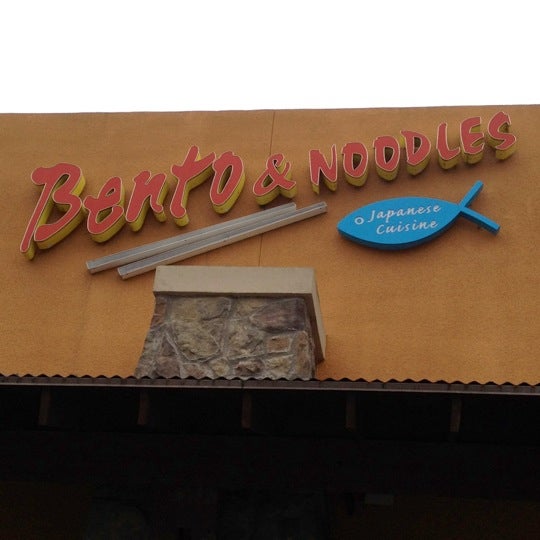 Bento & NOODLES
Japanese
Cuisine